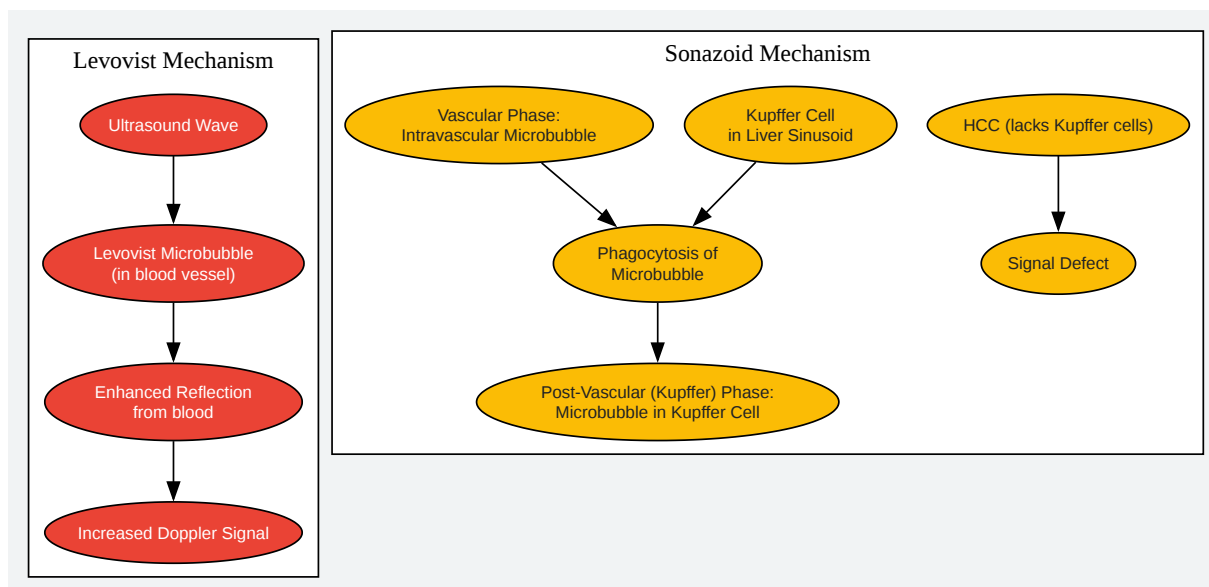 Levovist Mechanism
Ultrasound Wave
Levovist Microbubble
(in blood vessel)
Enhanced Reflection
from blood
Increased Doppler Signal
Sonazoid Mechanism
Vascular Phase:
Intravascular Microbubble
Kupffer Cell
in Liver Sinusoid
Phagocytosis of
Microbubble
Post-Vascular (Kupffer) Phase:
Microbubble in Kupffer Cell
HCC (lacks Kupffer cells)
Signal Defect